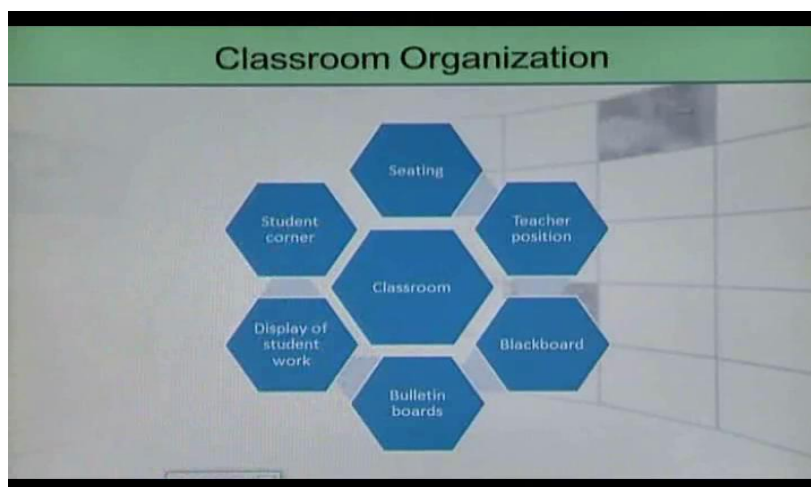 Classroom Organization
Seating
Teacher
position
Blackboard
Bulletin
boards
Display of
student
work
Student
corner
Classroom